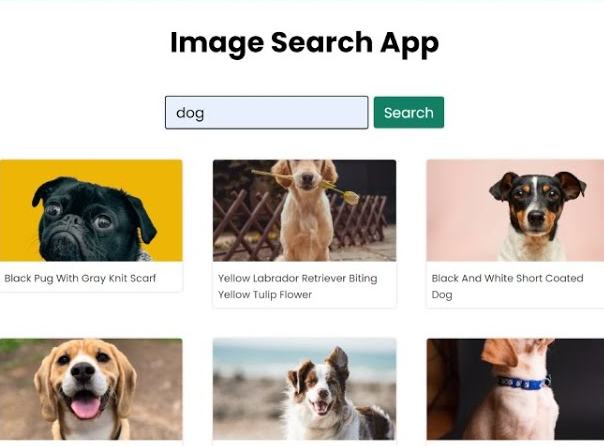 Image Search App
dog
Search
Black Pug With Gray Knit Scarf
Yellow Labrador Retriever Biting
Yellow Tulip Flower
Black And White Short Coated
Dog